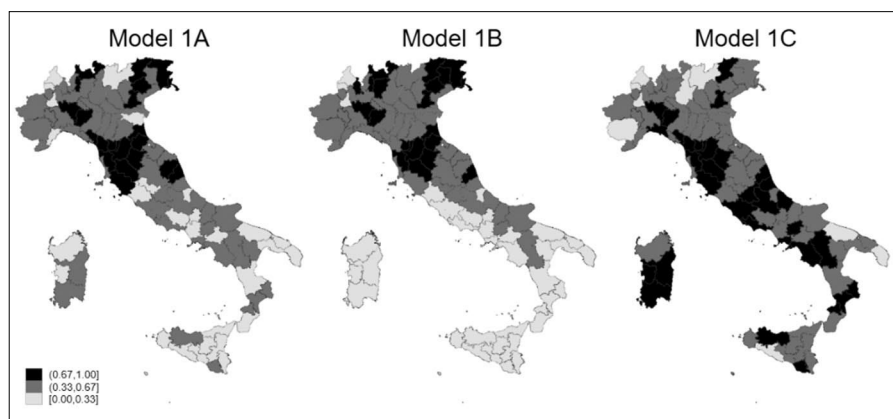 Model 1A
Model 1B
Model 1C
(0.67,1.00]
(0.33,0.67]
[0.00,0.33]